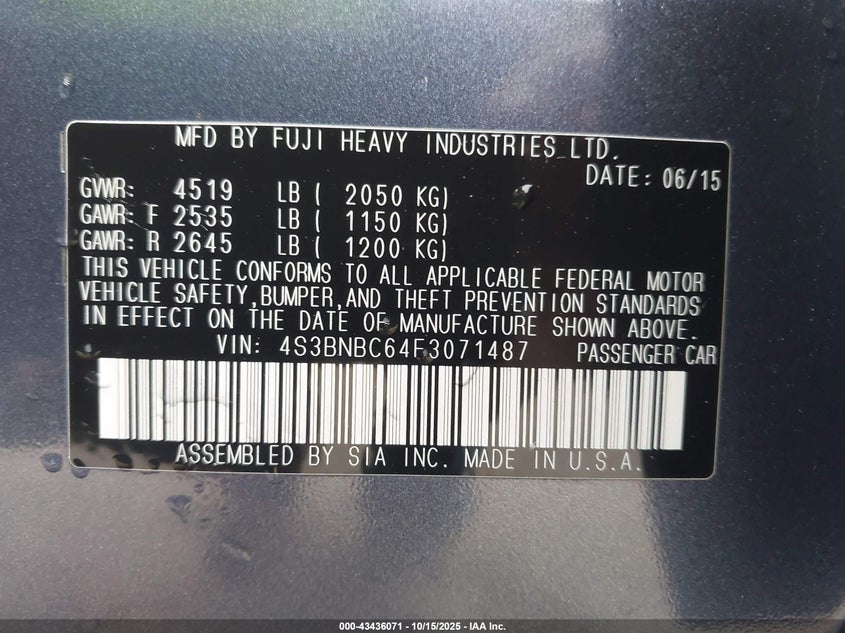 MFD BY FUJI HEAVY INDUSTRIES LTD.
DATE: 06/15
GVWR: 4519 LB ( 2050 KG)
GAWR: F 2535 LB ( 1150 KG)
GAWR: R 2645 LB ( 1200 KG)
THIS VEHICLE CONFORMS TO ALL APPLICABLE FEDERAL MOTOR
VEHICLE SAFETY,BUMPER,AND THEFT PREVENTION STANDARDS
IN EFFECT ON THE DATE OF MANUFACTURE SHOWN ABOVE.
VIN: 4S3BNBC64F3071487 PASSENGER CAR
ASSEMBLED BY SIA INC. MADE IN U.S.A.
000-43436071 - 10/15/2025 - IAA Inc.